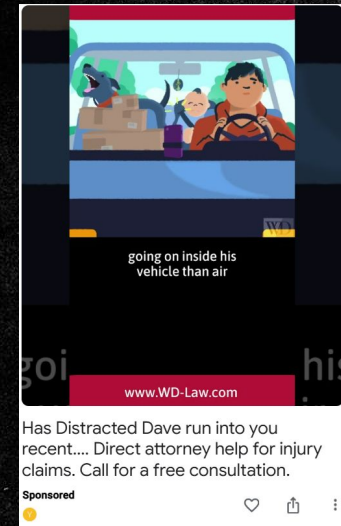 WD
going on inside his
vehicle than air
goi
his
www.WD-Law.com
Has Distracted Dave run into you
recent.... Direct attorney help for injury
claims. Call for a free consultation.
Sponsored